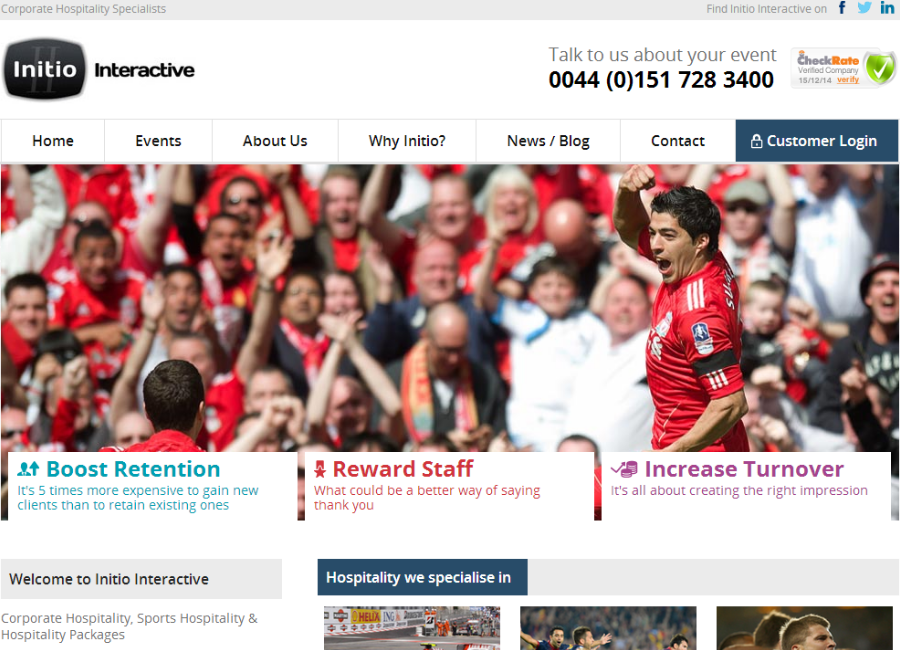 Corporate Hospitality Specialists
Find Initio Interactive on
Initio Interactive
Talk to us about your event
0044 (0)151 728 3400
CheckRate
Verified Company
15/12/14 verify
Home Events About Us Why Initio? News / Blog Contact Customer Login
Boost Retention
It's 5 times more expensive to gain new
clients than to retain existing ones
Reward Staff
What could be a better way of saying
thank you
Increase Turnover
It's all about creating the right impression
Welcome to Initio Interactive
Corporate Hospitality, Sports Hospitality &
Hospitality Packages
Hospitality we specialise in
HELIX ING